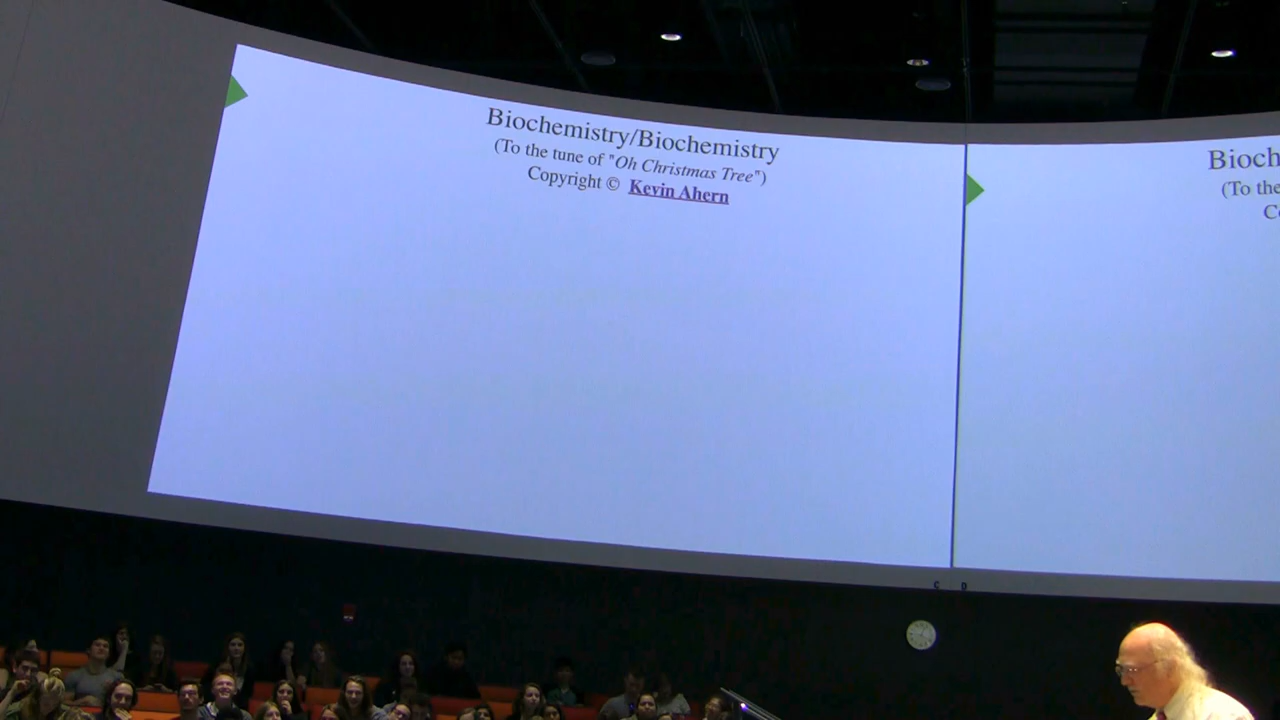 Biochemistry/Biochemistry
(To the tune of "Oh Christmas Tree")
Copyright © Kevin Ahern
Bioch
(To the
C
C D